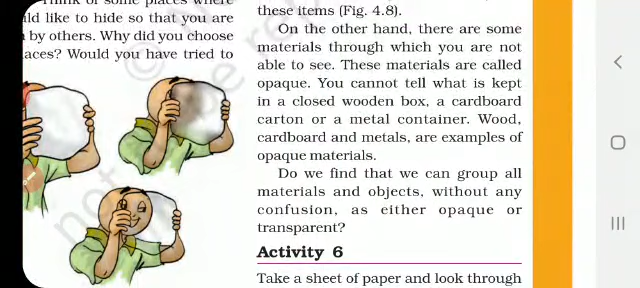 Think of some places where
ld like to hide so that you are
by others. Why did you choose
aces? Would you have tried to
these items (Fig. 4.8).
On the other hand, there are some
materials through which you are not
able to see. These materials are called
opaque. You cannot tell what is kept
in a closed wooden box, a cardboard
carton or a metal container. Wood,
cardboard and metals, are examples of
opaque materials.
Do we find that we can group all
materials and objects, without any
confusion, as either opaque or
transparent?
Activity 6
Take a sheet of paper and look through